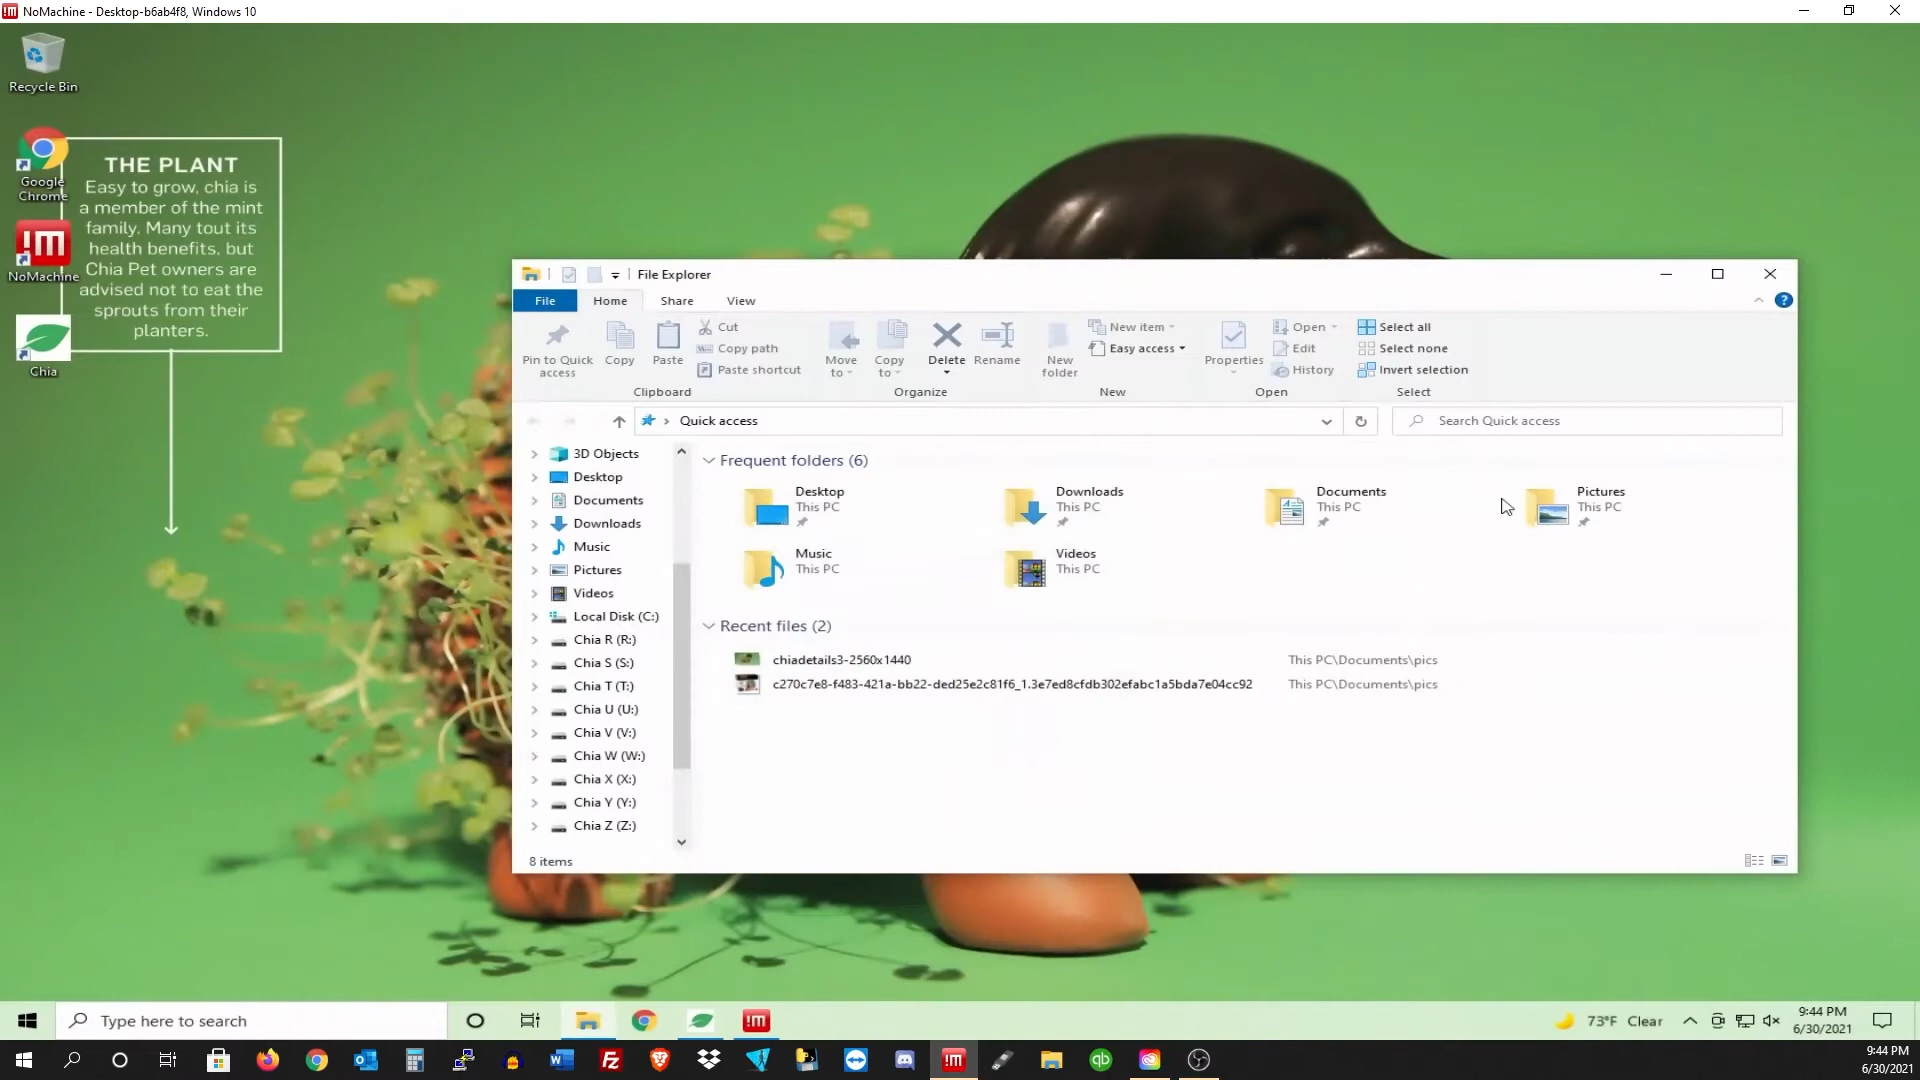 NoMachine - Desktop-b6ab4f8, Windows 10
Recycle Bin
Google
Chrome
NoMachine
Chia
THE PLANT
Easy to grow, chia is
a member of the mint
family. Many tout its
health benefits, but
Chia Pet owners are
advised not to eat the
sprouts from their
planters.
File Explorer
File Home Share View
Pin to Quick
access
Copy
Paste
Cut
Copy path
Paste shortcut
Clipboard
Move
to
Copy
to
Delete
Rename
Organize
New
folder
New item
Easy access
New
Properties
Open
Edit
History
Open
Select all
Select none
Invert selection
Select
Quick access
Search Quick access
3D Objects
Desktop
Documents
Downloads
Music
Pictures
Videos
Local Disk (C:)
Chia R (R:)
Chia S (S:)
Chia T (T:)
Chia U (U:)
Chia V (V:)
Chia W (W:)
Chia X (X:)
Chia Y (Y:)
Chia Z (Z:)
Frequent folders (6)
Desktop
This PC
Downloads
This PC
Documents
This PC
Pictures
This PC
Music
This PC
Videos
This PC
Recent files (2)
chiadetails3-2560x1440 This PC\Documents\pics
c270c7e8-f483-421a-bb22-ded25e2c81f6_1.3e7ed8cfdb302efabc1a5bda7e04cc92 This PC\Documents\pics
8 items
Type here to search
73°F Clear
9:44 PM
6/30/2021
9:44 PM
6/30/2021